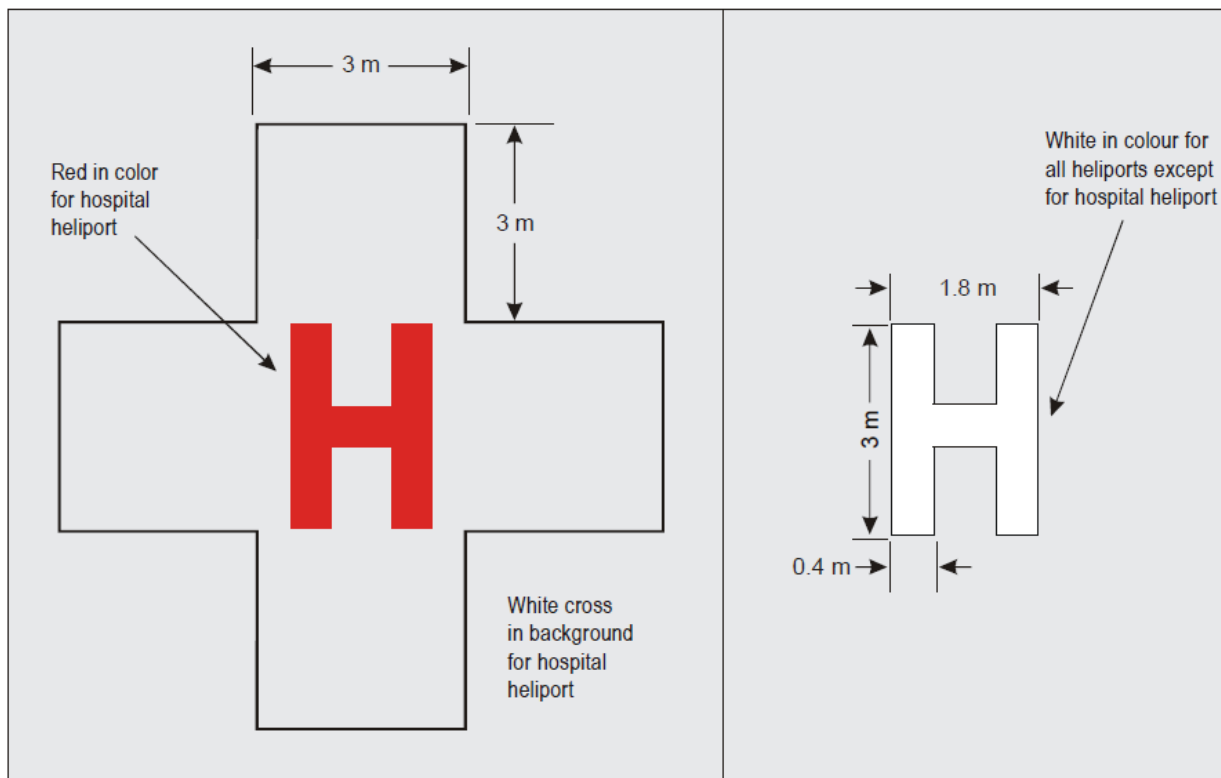 3 m
Red in color
for hospital
heliport
3 m
H
White cross
in background
for hospital
heliport
White in colour for
all heliports except
for hospital heliport
1.8 m
3 m
H
0.4 m